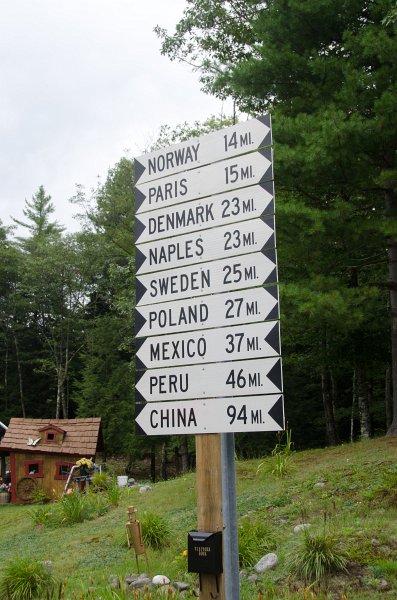 NORWAY 14 MI.
PARIS 15 MI.
DENMARK 23 MI.
NAPLES 23 MI.
SWEDEN 25 MI.
POLAND 27 MI.
MEXICO 37 MI.
PERU 46 MI.
CHINA 94 MI.